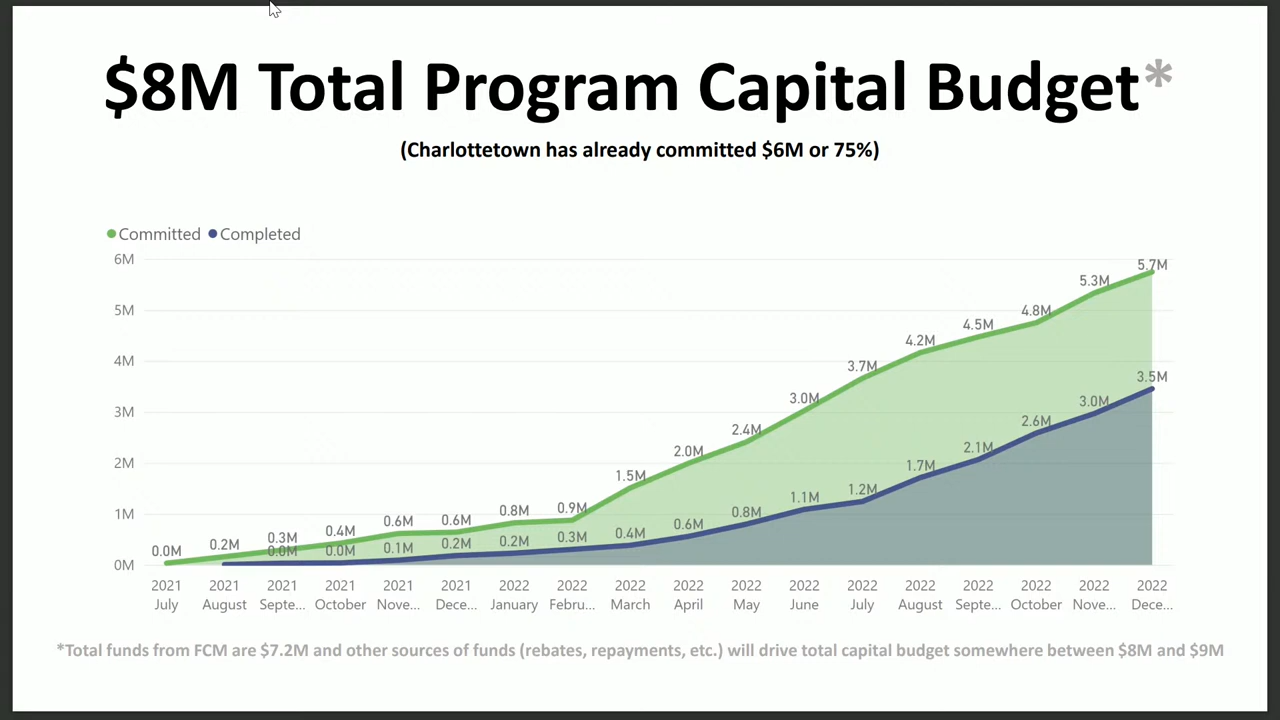 $8M Total Program Capital Budget*
(Charlottetown has already committed $6M or 75%)
Committed Completed
6M
5M
4M
3M
2M
1M
0M
0.0M 0.2M 0.3M 0.4M 0.6M 0.6M 0.8M 0.9M 1.5M 2.0M 2.4M 3.0M 3.7M 4.2M 4.5M 4.8M 5.3M 5.7M
0.0M 0.0M 0.1M 0.2M 0.2M 0.3M 0.4M 0.6M 0.8M 1.1M 1.2M 1.7M 2.1M 2.6M 3.0M 3.5M
2021 2021 2021 2021 2021 2021 2022 2022 2022 2022 2022 2022 2022 2022 2022 2022 2022 2022
July August Septe... October Nove... Dece... January Febru... March April May June July August Septe... October Nove... Dece...
*Total funds from FCM are $7.2M and other sources of funds (rebates, repayments, etc.) will drive total capital budget somewhere between $8M and $9M